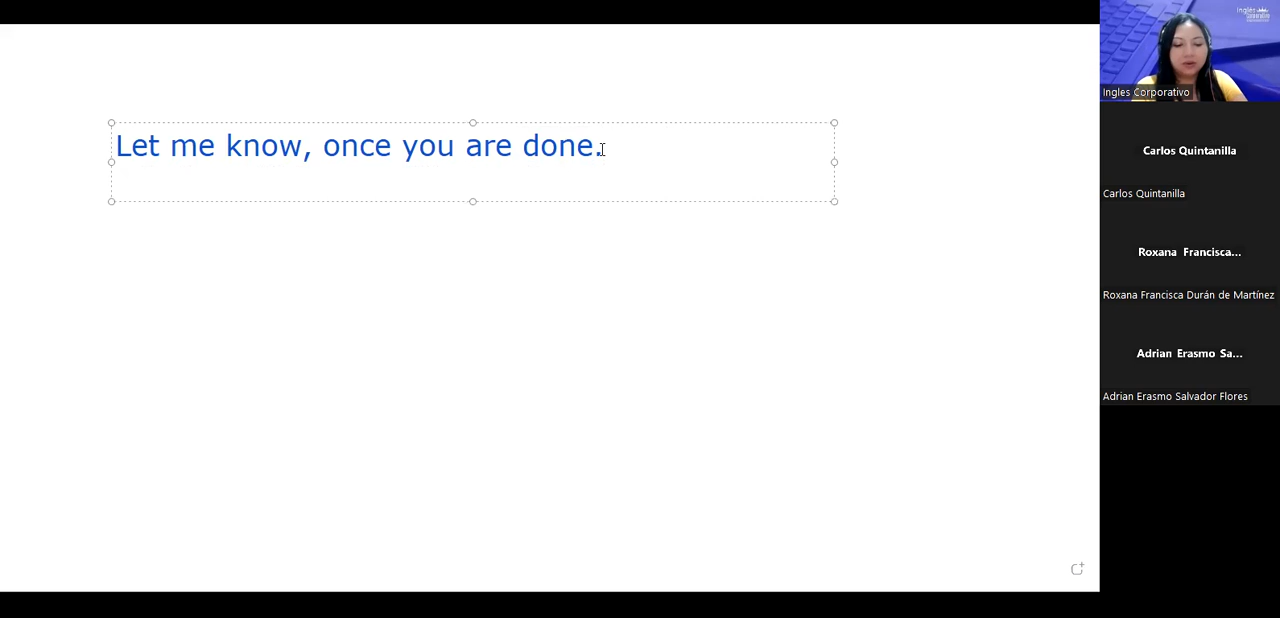 Let me know, once you are done.
Ingles
Ingles Corporativo
Carlos Quintanilla
Carlos Quintanilla
Roxana Francisca...
Roxana Francisca Durán de Martínez
Adrian Erasmo Sa...
Adrian Erasmo Salvador Flores